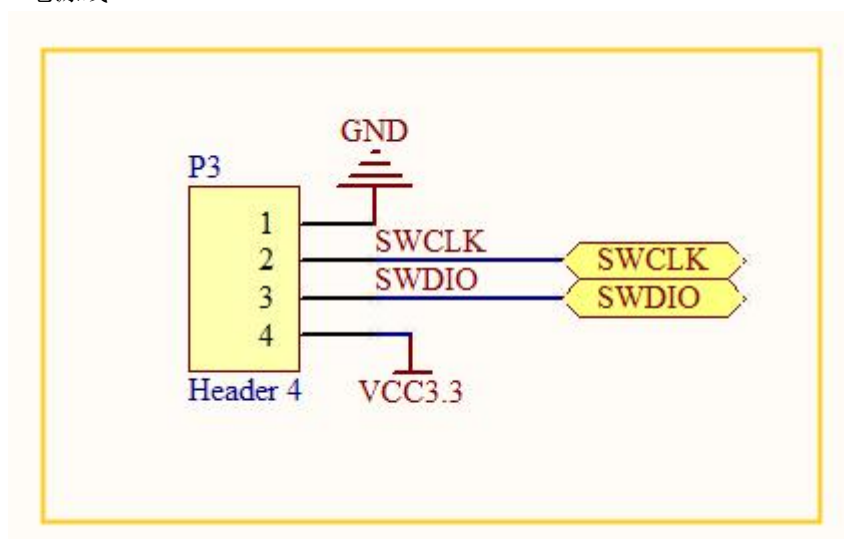 GND
P3
1
2
3
4
SWCLK
SWDIO
SWCLK
SWDIO
Header 4
VCC3.3